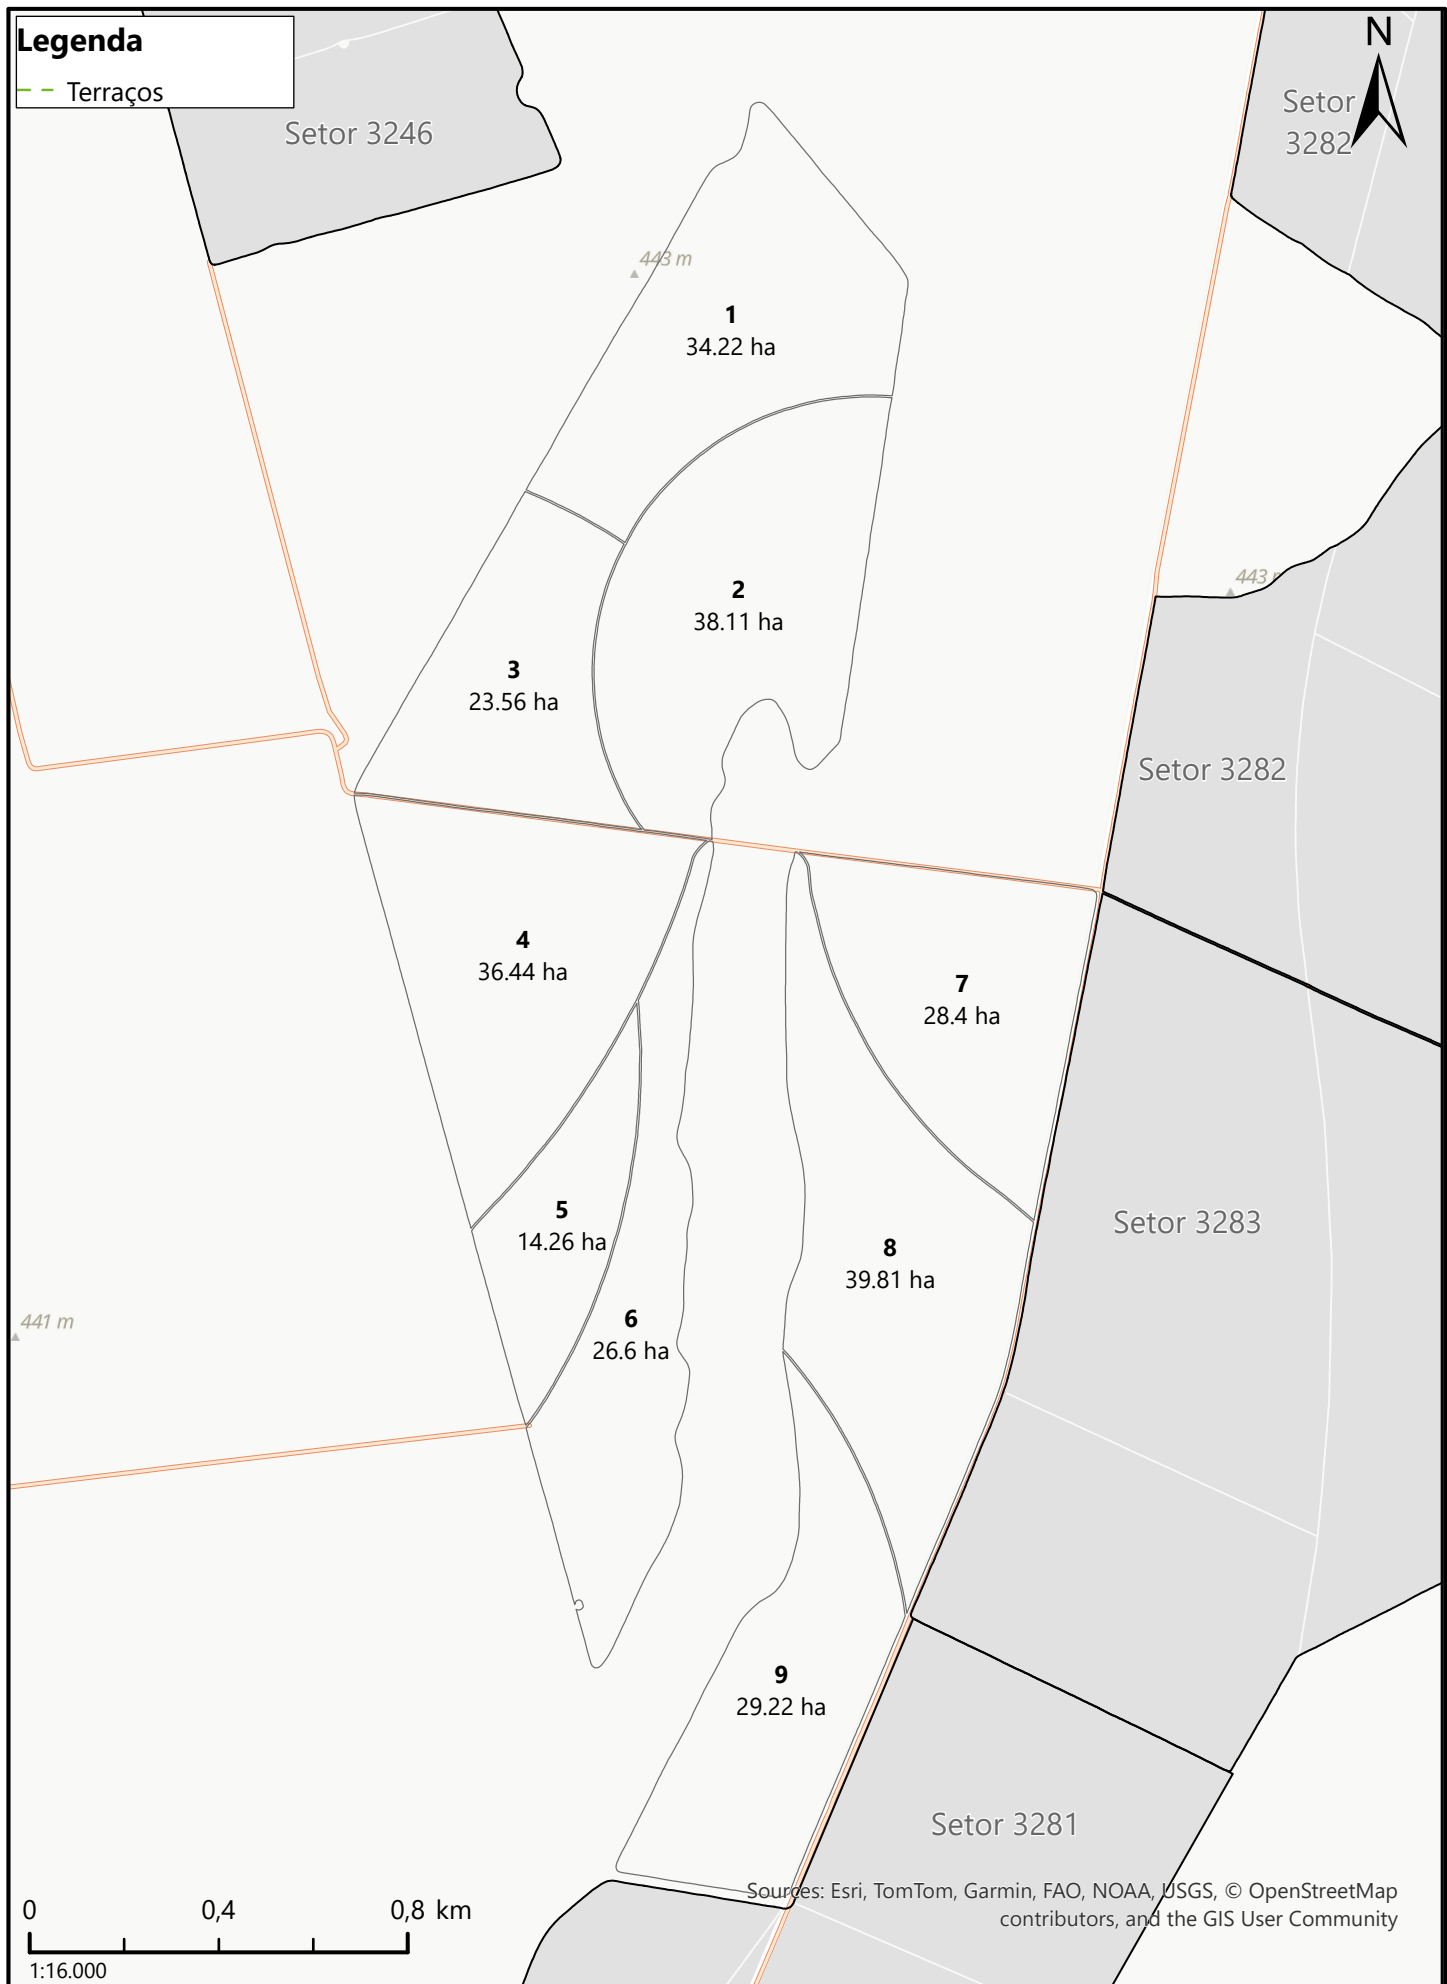 Legenda
Terraços
N
Setor 3246
Setor
3282
443 m
1
34.22 ha
2
38.11 ha
443
3
23.56 ha
Setor 3282
4
36.44 ha
7
28.4 ha
5
14.26 ha
Setor 3283
8
39.81 ha
6
26.6 ha
441 m
9
29.22 ha
Setor 3281
Sources: Esri, TomTom, Garmin, FAO, NOAA, USGS, © OpenStreetMap
contributors, and the GIS User Community
0 0,4 0,8 km
1:16.000